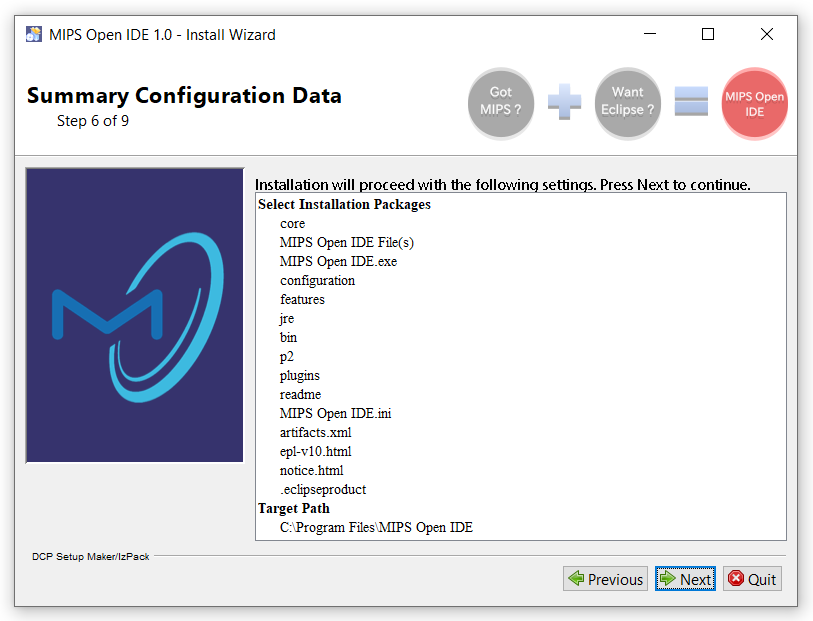 MIPS Open IDE 1.0 - Install Wizard
Summary Configuration Data
Step 6 of 9
Got
MIPS ?
Want
Eclipse ?
MIPS Open
IDE
Installation will proceed with the following settings. Press Next to continue.
Select Installation Packages
core
MIPS Open IDE File(s)
MIPS Open IDE.exe
configuration
features
jre
bin
p2
plugins
readme
MIPS Open IDE.ini
artifacts.xml
epl-v10.html
notice.html
.eclipseproduct
Target Path
C:\Program Files\MIPS Open IDE
DCP Setup Maker/IzPack
Previous
Next
Quit